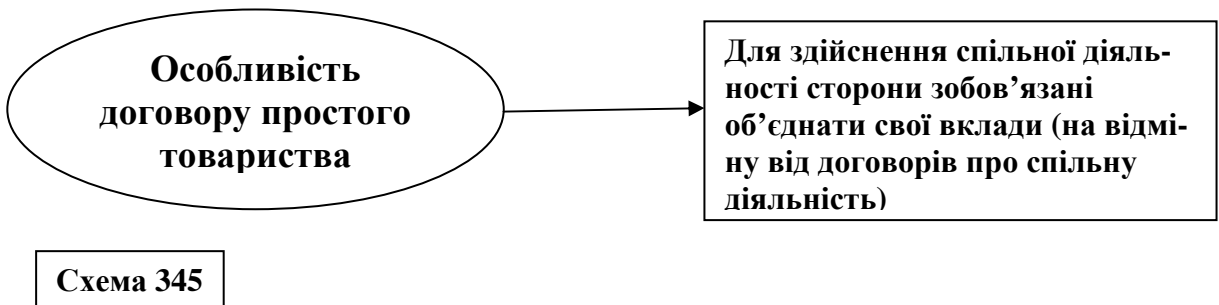 Особливість
договору простого
товариства
Для здійснення спільної діяль-
ності сторони зобов’язані
об’єднати свої вклади (на відмі-
ну від договорів про спільну
діяльність)
Схема 345